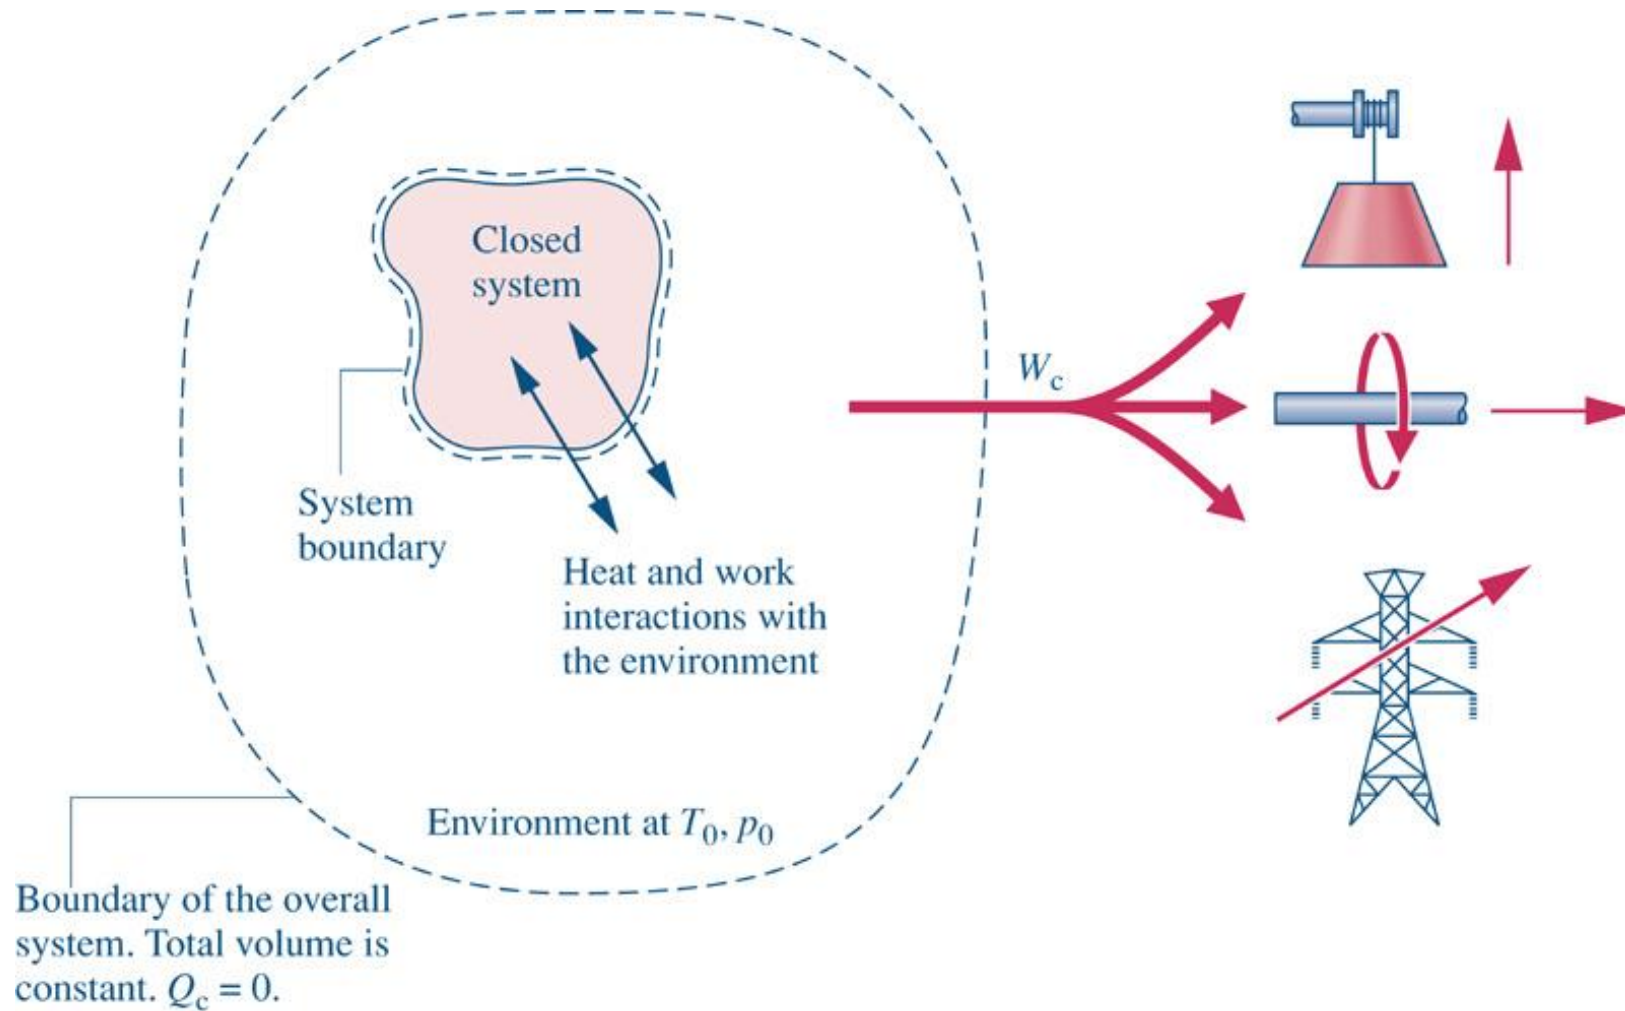 Closed
system
W_c
System
boundary
Heat and work
interactions with
the environment
Environment at T_0, p_0
Boundary of the overall
system. Total volume is
constant. Q_c = 0.